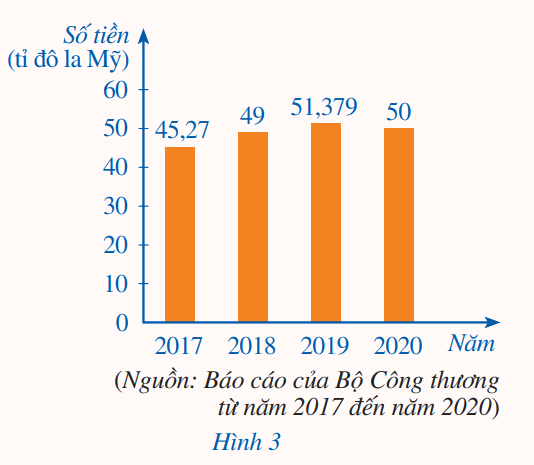 Số tiền
(tỉ đô la Mỹ)
60
50
40
30
20
10
0
45,27
49
51,379
50
2017 2018 2019 2020 Năm
(Nguồn: Báo cáo của Bộ Công thương
từ năm 2017 đến năm 2020)
Hình 3